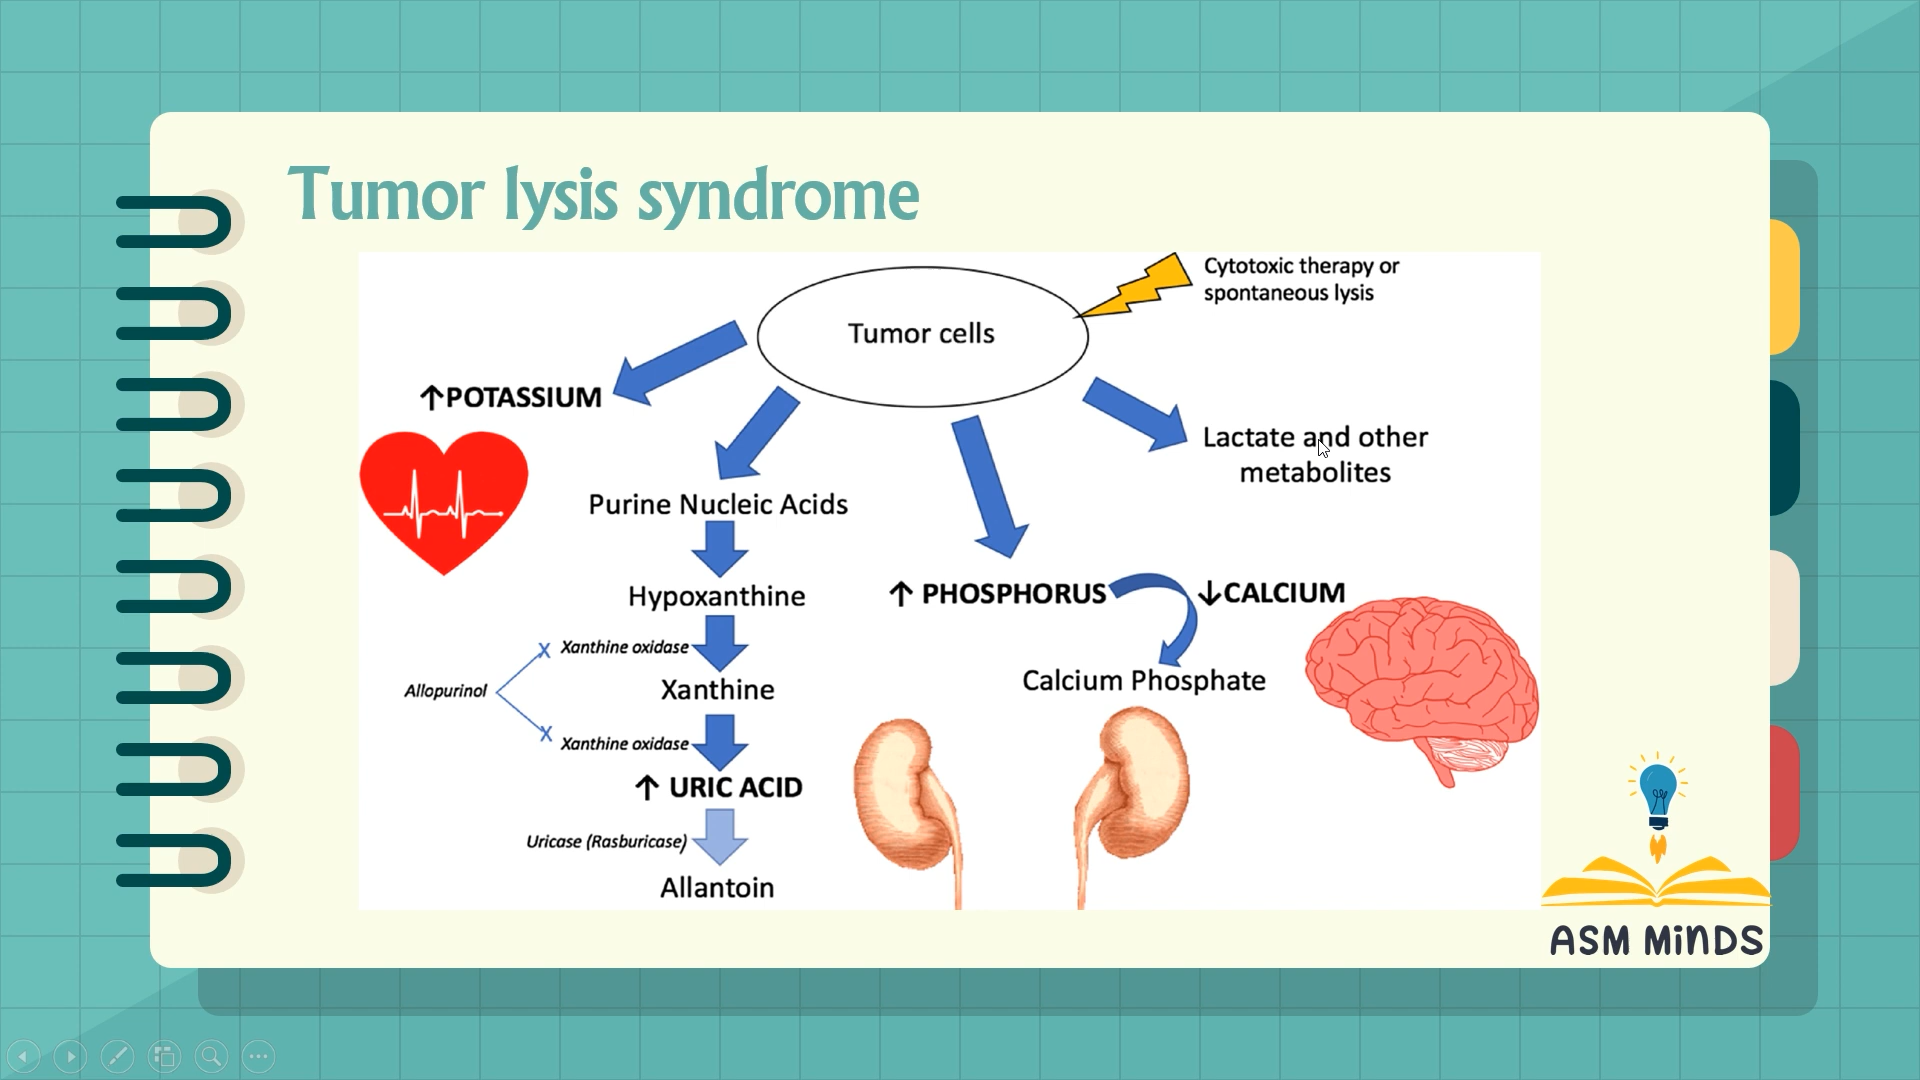 Tumor lysis syndrome
Cytotoxic therapy or
spontaneous lysis
Tumor cells
↑POTASSIUM
Lactate and other
metabolites
Purine Nucleic Acids
Hypoxanthine
↑ PHOSPHORUS
↓CALCIUM
Xanthine oxidase
Allopurinol
X
X
Xanthine
Calcium Phosphate
Xanthine oxidase
↑ URIC ACID
Uricase (Rasburicase)
Allantoin
ASM MiNDS